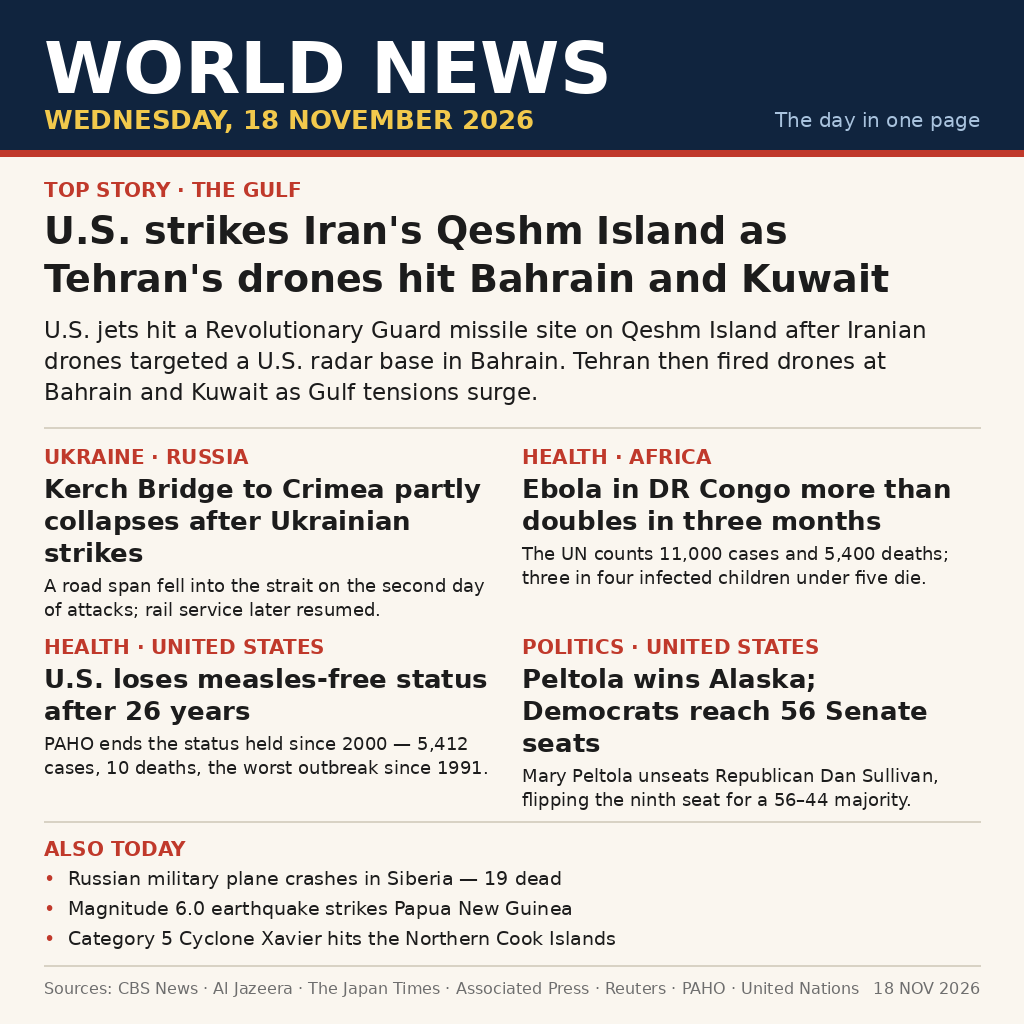 WORLD NEWS
WEDNESDAY, 18 NOVEMBER 2026
The day in one page
TOP STORY · THE GULF
U.S. strikes Iran's Qeshm Island as
Tehran's drones hit Bahrain and Kuwait
U.S. jets hit a Revolutionary Guard missile site on Qeshm Island after Iranian
drones targeted a U.S. radar base in Bahrain. Tehran then fired drones at
Bahrain and Kuwait as Gulf tensions surge.
UKRAINE · RUSSIA
Kerch Bridge to Crimea partly
collapses after Ukrainian
strikes
A road span fell into the strait on the second day
of attacks; rail service later resumed.
HEALTH · AFRICA
Ebola in DR Congo more than
doubles in three months
The UN counts 11,000 cases and 5,400 deaths;
three in four infected children under five die.
HEALTH · UNITED STATES
U.S. loses measles-free status
after 26 years
PAHO ends the status held since 2000 — 5,412
cases, 10 deaths, the worst outbreak since 1991.
POLITICS · UNITED STATES
Peltola wins Alaska;
Democrats reach 56 Senate
seats
Mary Peltola unseats Republican Dan Sullivan,
flipping the ninth seat for a 56–44 majority.
ALSO TODAY
• Russian military plane crashes in Siberia — 19 dead
• Magnitude 6.0 earthquake strikes Papua New Guinea
• Category 5 Cyclone Xavier hits the Northern Cook Islands
Sources: CBS News · Al Jazeera · The Japan Times · Associated Press · Reuters · PAHO · United Nations
18 NOV 2026